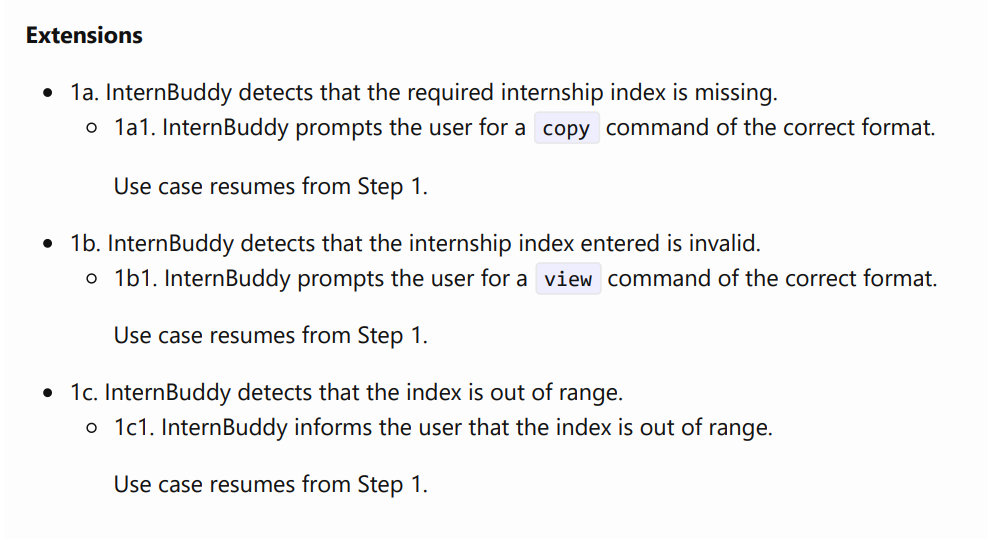 Extensions
• 1a. InternBuddy detects that the required internship index is missing.
◦ 1a1. InternBuddy prompts the user for a copy command of the correct format.
Use case resumes from Step 1.
• 1b. InternBuddy detects that the internship index entered is invalid.
◦ 1b1. InternBuddy prompts the user for a view command of the correct format.
Use case resumes from Step 1.
• 1c. InternBuddy detects that the index is out of range.
◦ 1c1. InternBuddy informs the user that the index is out of range.
Use case resumes from Step 1.